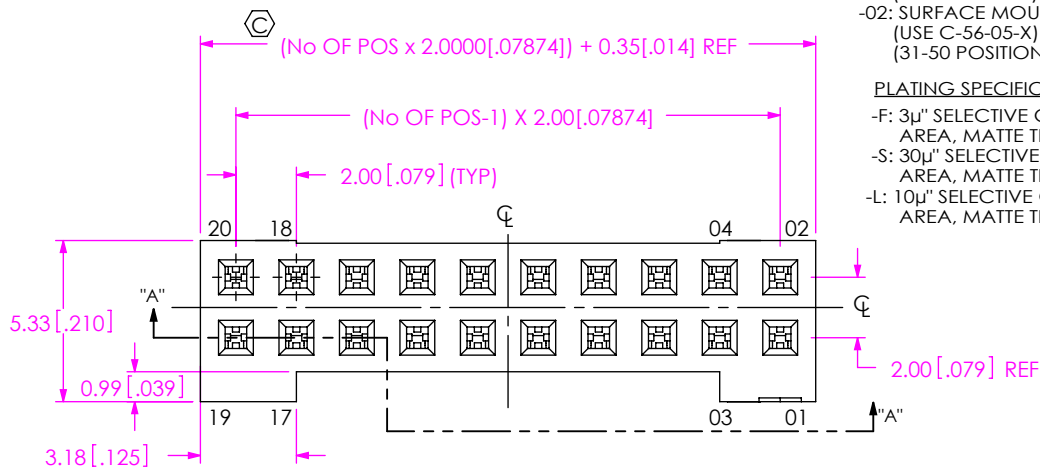 C
(No OF POS x 2.0000[.07874]) + 0.35[.014] REF
(No OF POS-1) X 2.00[.07874]
2.00[.079] (TYP)
-02: SURFACE MOU
(USE C-56-05-X)
(31-50 POSITION
PLATING SPECIFIC
-F: 3µ" SELECTIVE
AREA, MATTE
-S: 30µ" SELECTIVE
AREA, MATTE
-L: 10µ" SELECTIVE
AREA, MATTE
℄
20 18 04 02
"A"
5.33[.210]
℄
0.99[.039]
2.00[.079] REF
19 17 03 01
"A"
3.18[.125]